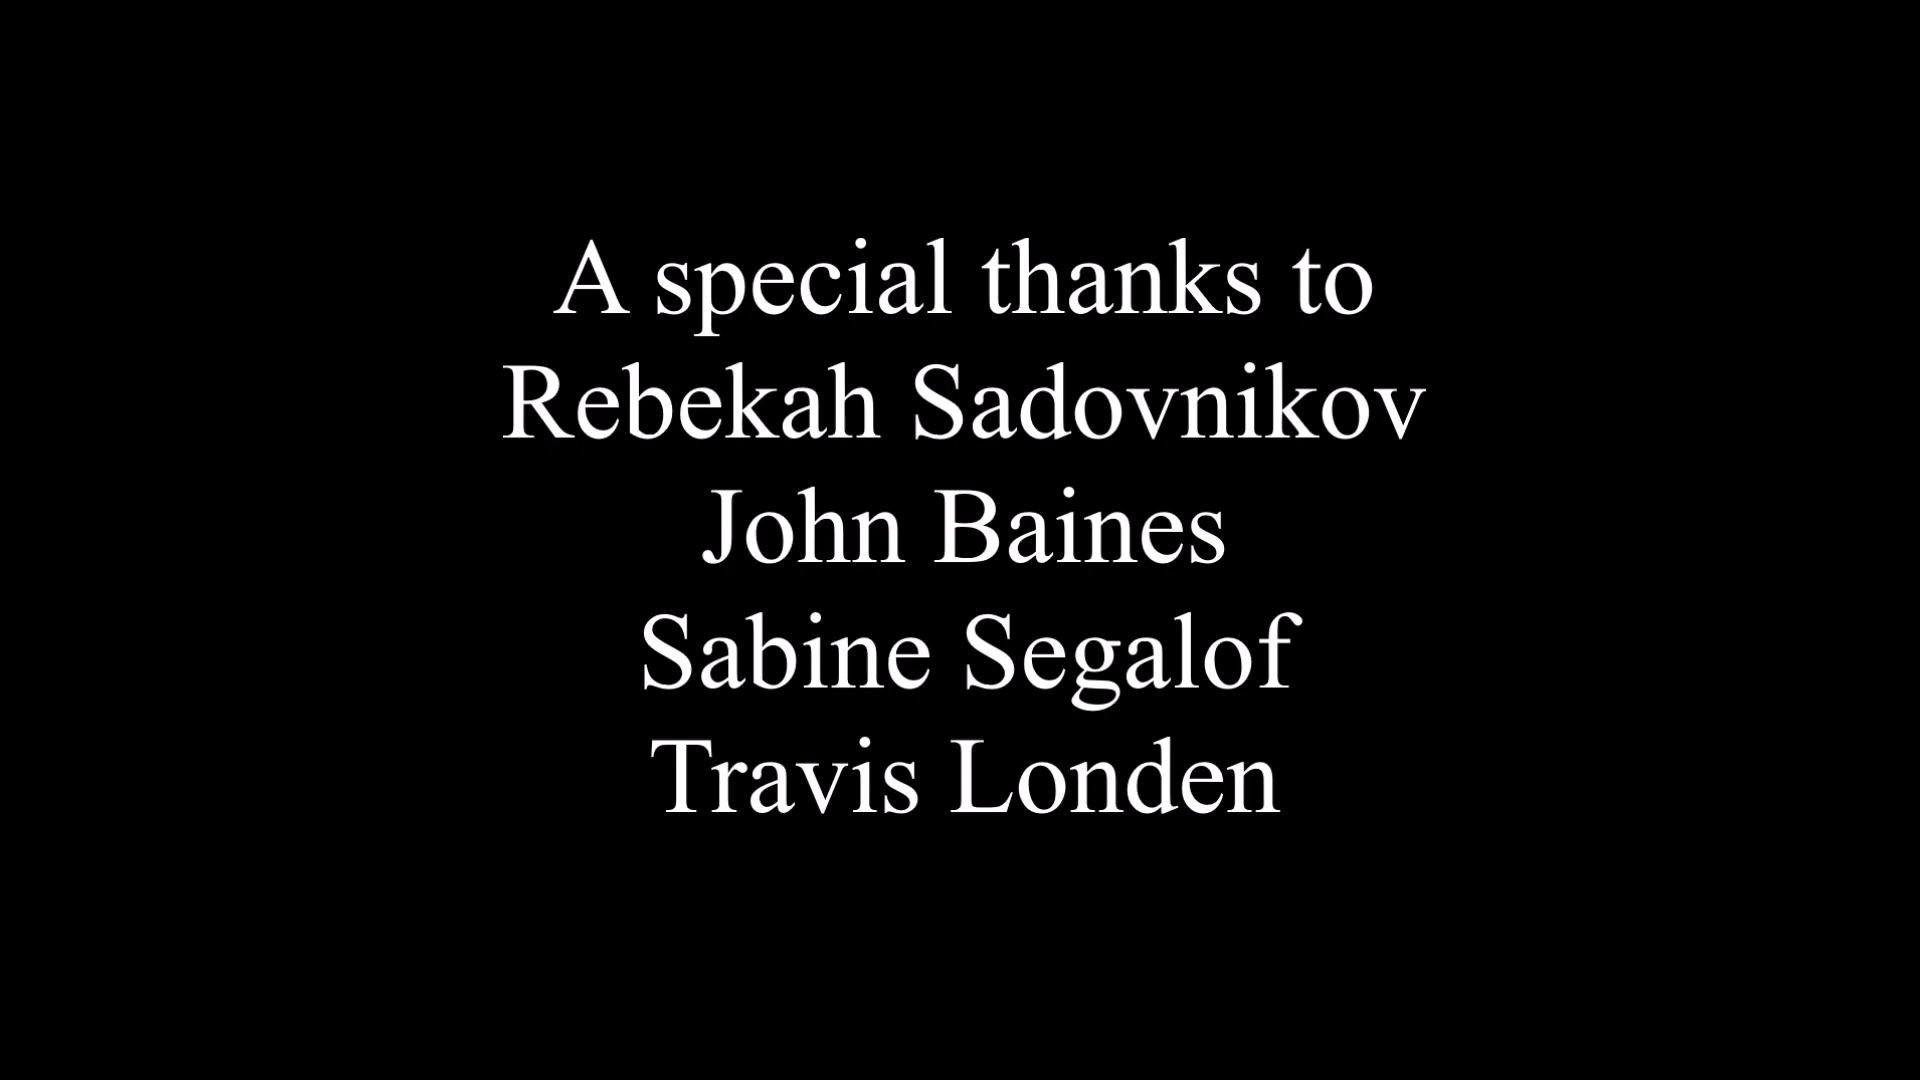 A special thanks to
Rebekah Sadovnikov
John Baines
Sabine Segalof
Travis Londen